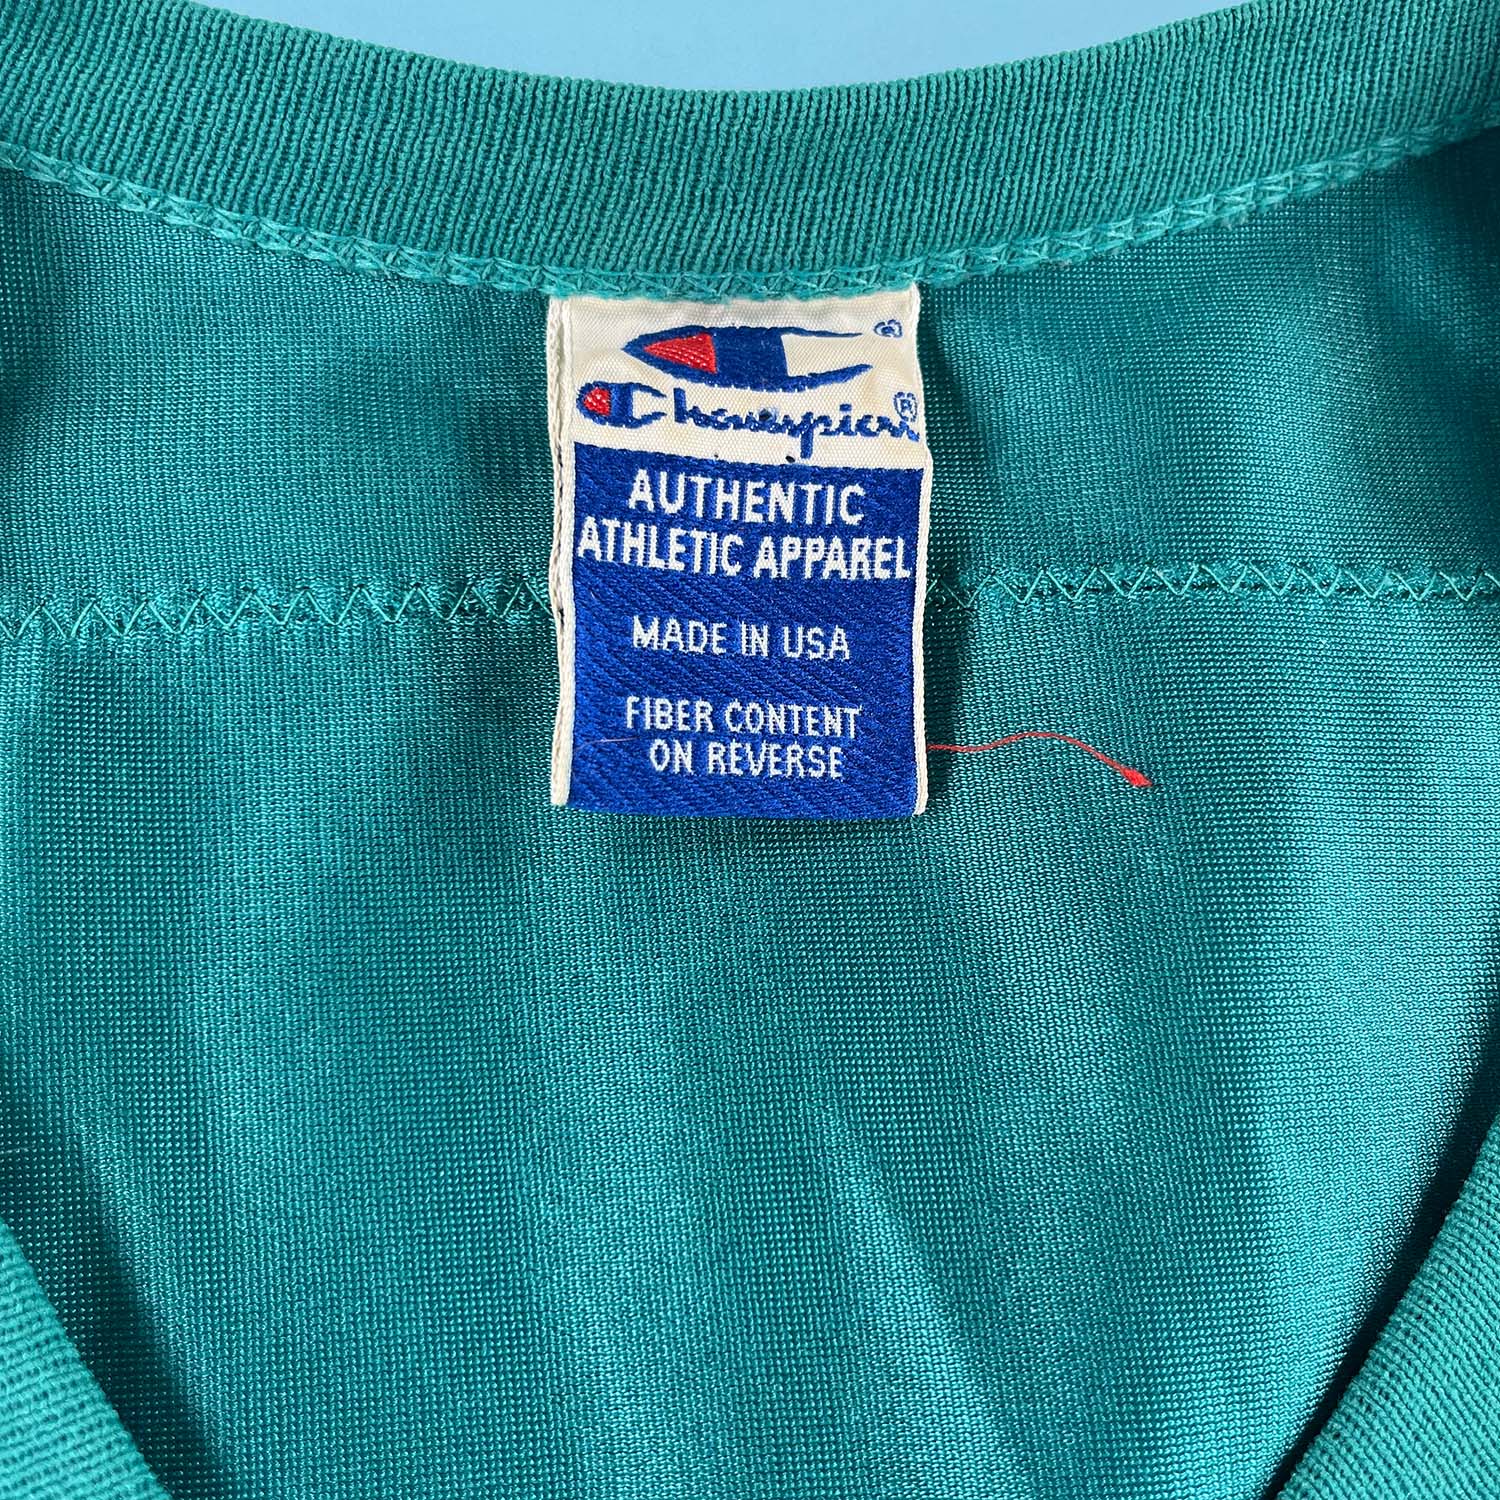 ®
Champion®
AUTHENTIC
ATHLETIC APPAREL
MADE IN USA
FIBER CONTENT
ON REVERSE